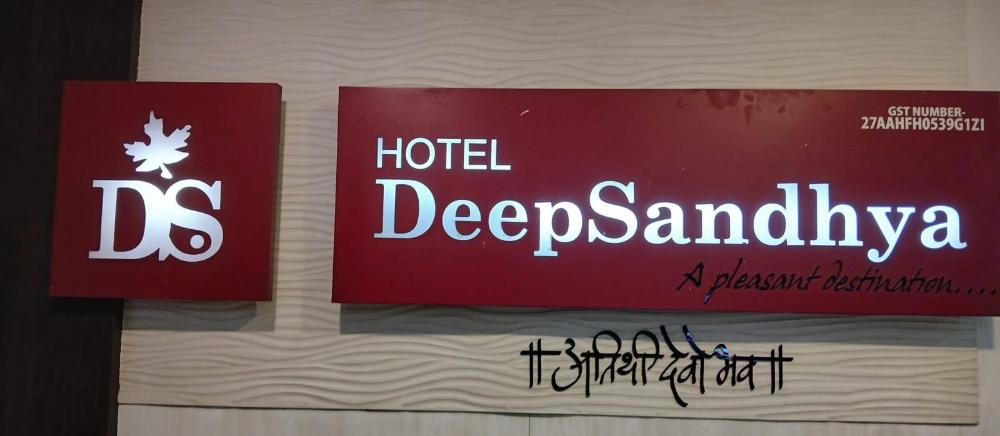 DS
GST NUMBER-
27AAHFH0539G1ZI
HOTEL
DeepSandhya
A pleasant destination....
॥अतिथी देवो भव॥